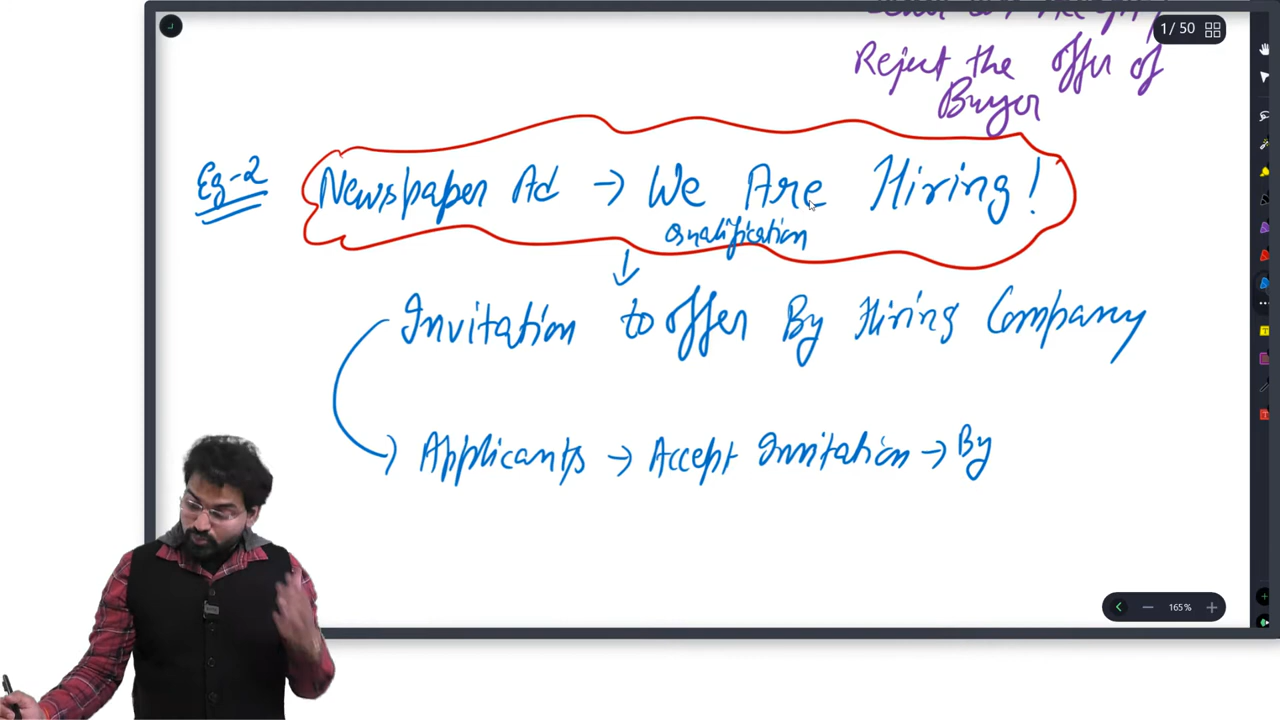 1/50
Reject the offer of
Buyer
Eg-2 Newspaper Ad → We Are Hiring!
Qualification
Invitation to offer By Hiring Company
Applicants → Accept Invitation → By
165%